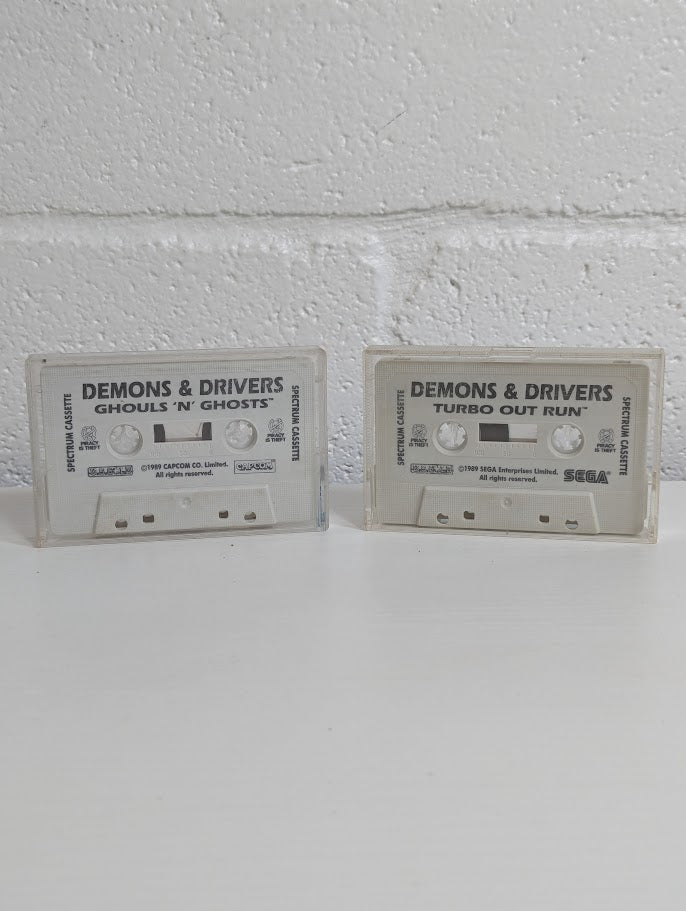 SPECTRUM CASSETTE
DEMONS & DRIVERS
GHOULS 'N' GHOSTS™
PIRACY
IS THEFT
PIRACY
IS THEFT
©1989 CAPCOM CO. Limited.
All rights reserved.
CAPCOM
SPECTRUM CASSETTE
SPECTRUM CASSETTE
DEMONS & DRIVERS
TURBO OUT RUN™
PIRACY
IS THEFT
PIRACY
IS THEFT
©1989 SEGA Enterprises Limited.
All rights reserved.
SEGA®
SPECTRUM CASSETTE